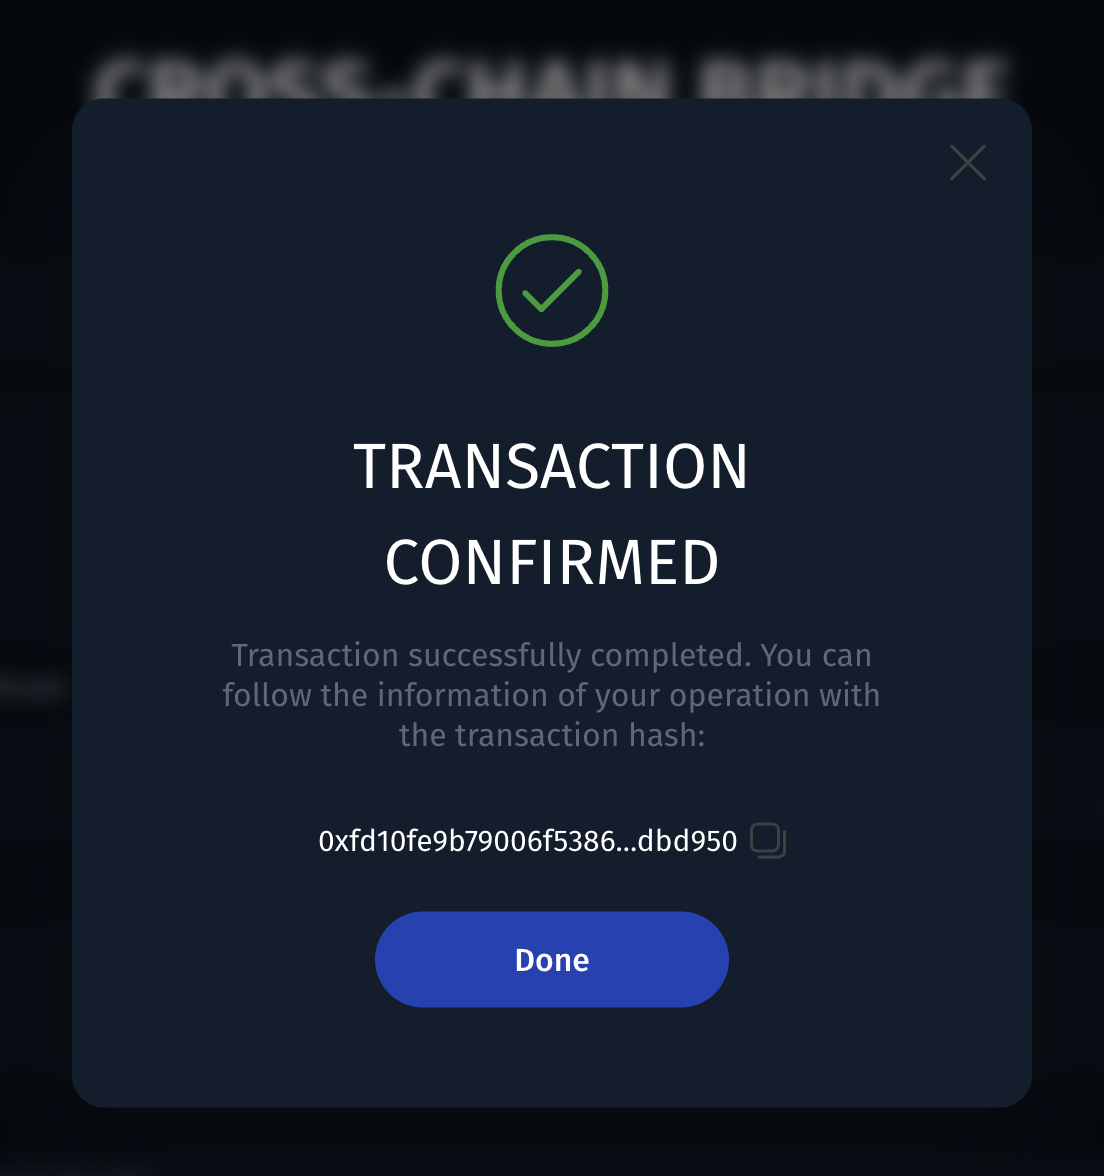 CROSS-CHAIN BRIDGE
TRANSACTION
CONFIRMED
Transaction successfully completed. You can
follow the information of your operation with
the transaction hash:
0xfd10fe9b79006f5386...dbd950
Done